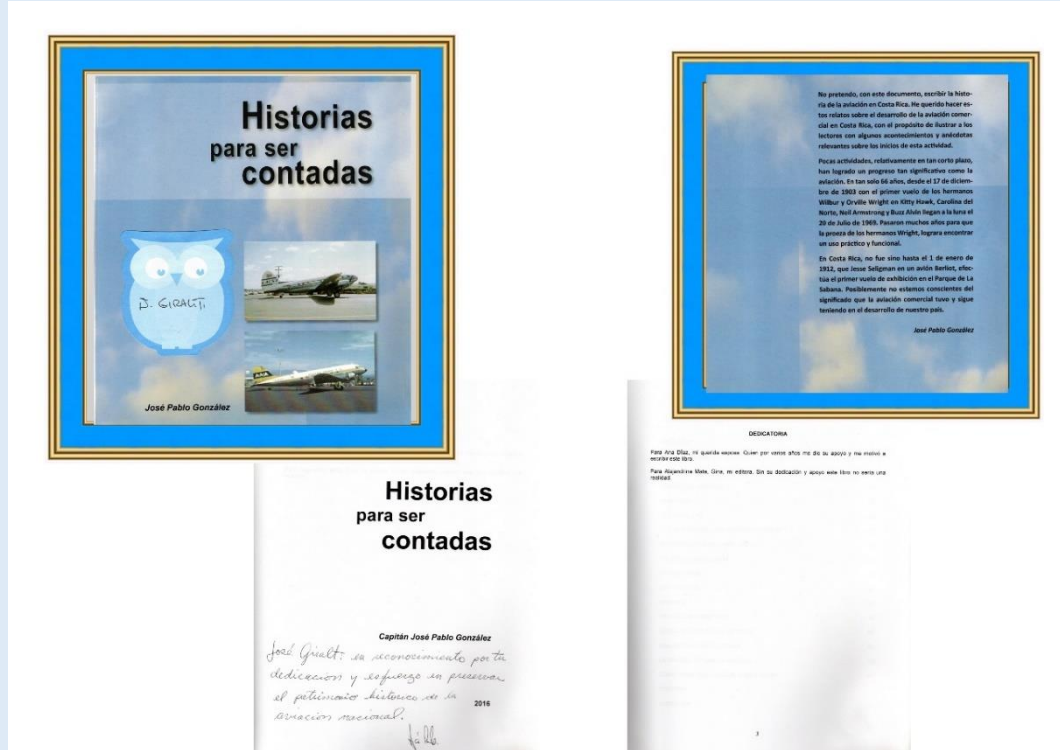 Historias
para ser
contadas
J. GIRALT.
José Pablo González
No pretendo, con este documento, escribir la histo-
ria de la aviación en Costa Rica. He querido hacer es-
tos relatos sobre el desarrollo de la aviación comer-
cial en Costa Rica, con el propósito de ilustrar a los
lectores con algunos acontecimientos y anécdotas
relevantes sobre los inicios de esta actividad.
Pocas actividades, relativamente en tan corto plazo,
han logrado un progreso tan significativo como la
aviación. En tan solo 66 años, desde el 17 de diciem-
bre de 1903 con el primer vuelo de los hermanos
Wilbur y Orville Wright en Kitty Hawk, Carolina del
Norte, Neil Armstrong y Buzz Alvin llegan a la luna el
20 de Julio de 1969. Pasaron muchos años para que
la proeza de los hermanos Wright, lograra encontrar
un uso práctico y funcional.
En Costa Rica, no fue sino hasta el 1 de enero de
1912, que Jesse Seligman en un avión Berliot, efec-
túa el primer vuelo de exhibición en el Parque de La
Sabana. Posiblemente no estamos conscientes del
significado que la aviación comercial tuvo y sigue
teniendo en el desarrollo de nuestro país.
José Pablo González
Historias
para ser
contadas
Capitán José Pablo González
José Giralt: en reconocimiento por tu
dedicacion y esfuerzo en preservar
el patrimonio historico de la
aviacion nacional.
2016
DEDICATORIA
Para Ana Díaz, mi querida esposa. Quien por varios años me dio su apoyo y me motivó a
escribir este libro.
Para Alejandrina Mata, Gina, mi editora. Sin su dedicación y apoyo este libro no sería una
realidad.
3